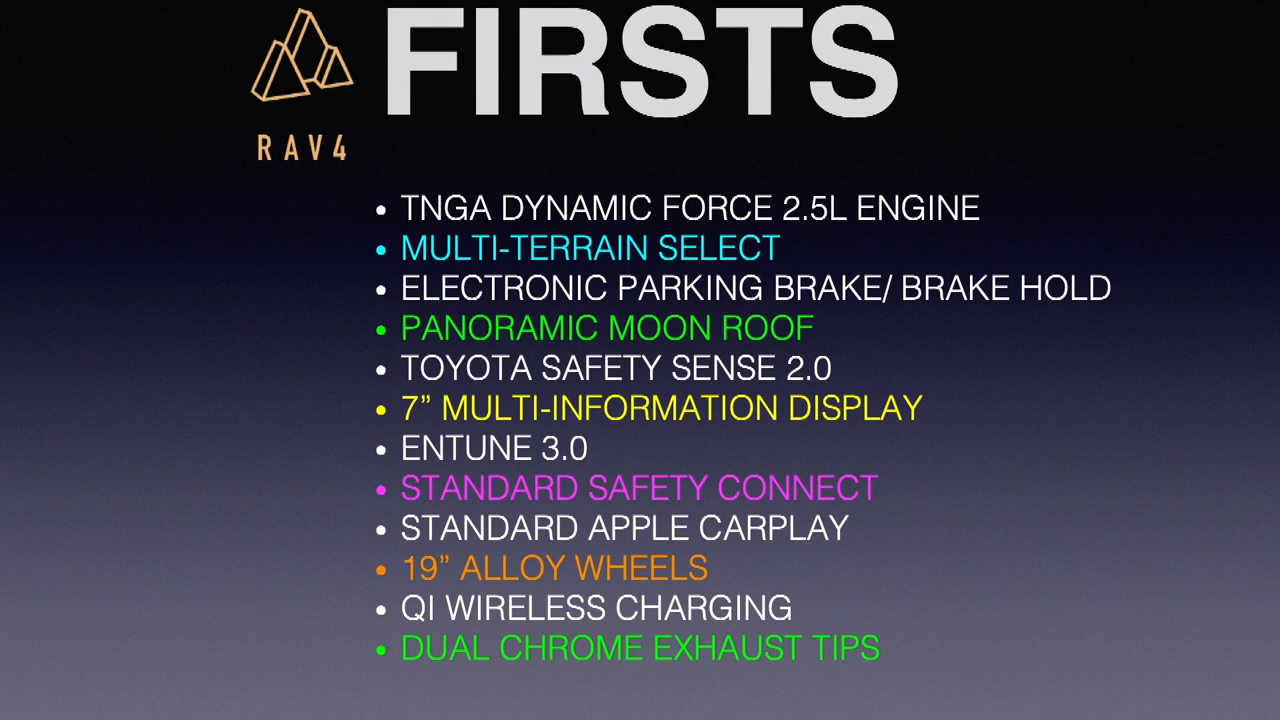 FIRSTS
RAV4
• TNGA DYNAMIC FORCE 2.5L ENGINE
• MULTI-TERRAIN SELECT
• ELECTRONIC PARKING BRAKE/ BRAKE HOLD
• PANORAMIC MOON ROOF
• TOYOTA SAFETY SENSE 2.0
• 7” MULTI-INFORMATION DISPLAY
• ENTUNE 3.0
• STANDARD SAFETY CONNECT
• STANDARD APPLE CARPLAY
• 19” ALLOY WHEELS
• QI WIRELESS CHARGING
• DUAL CHROME EXHAUST TIPS